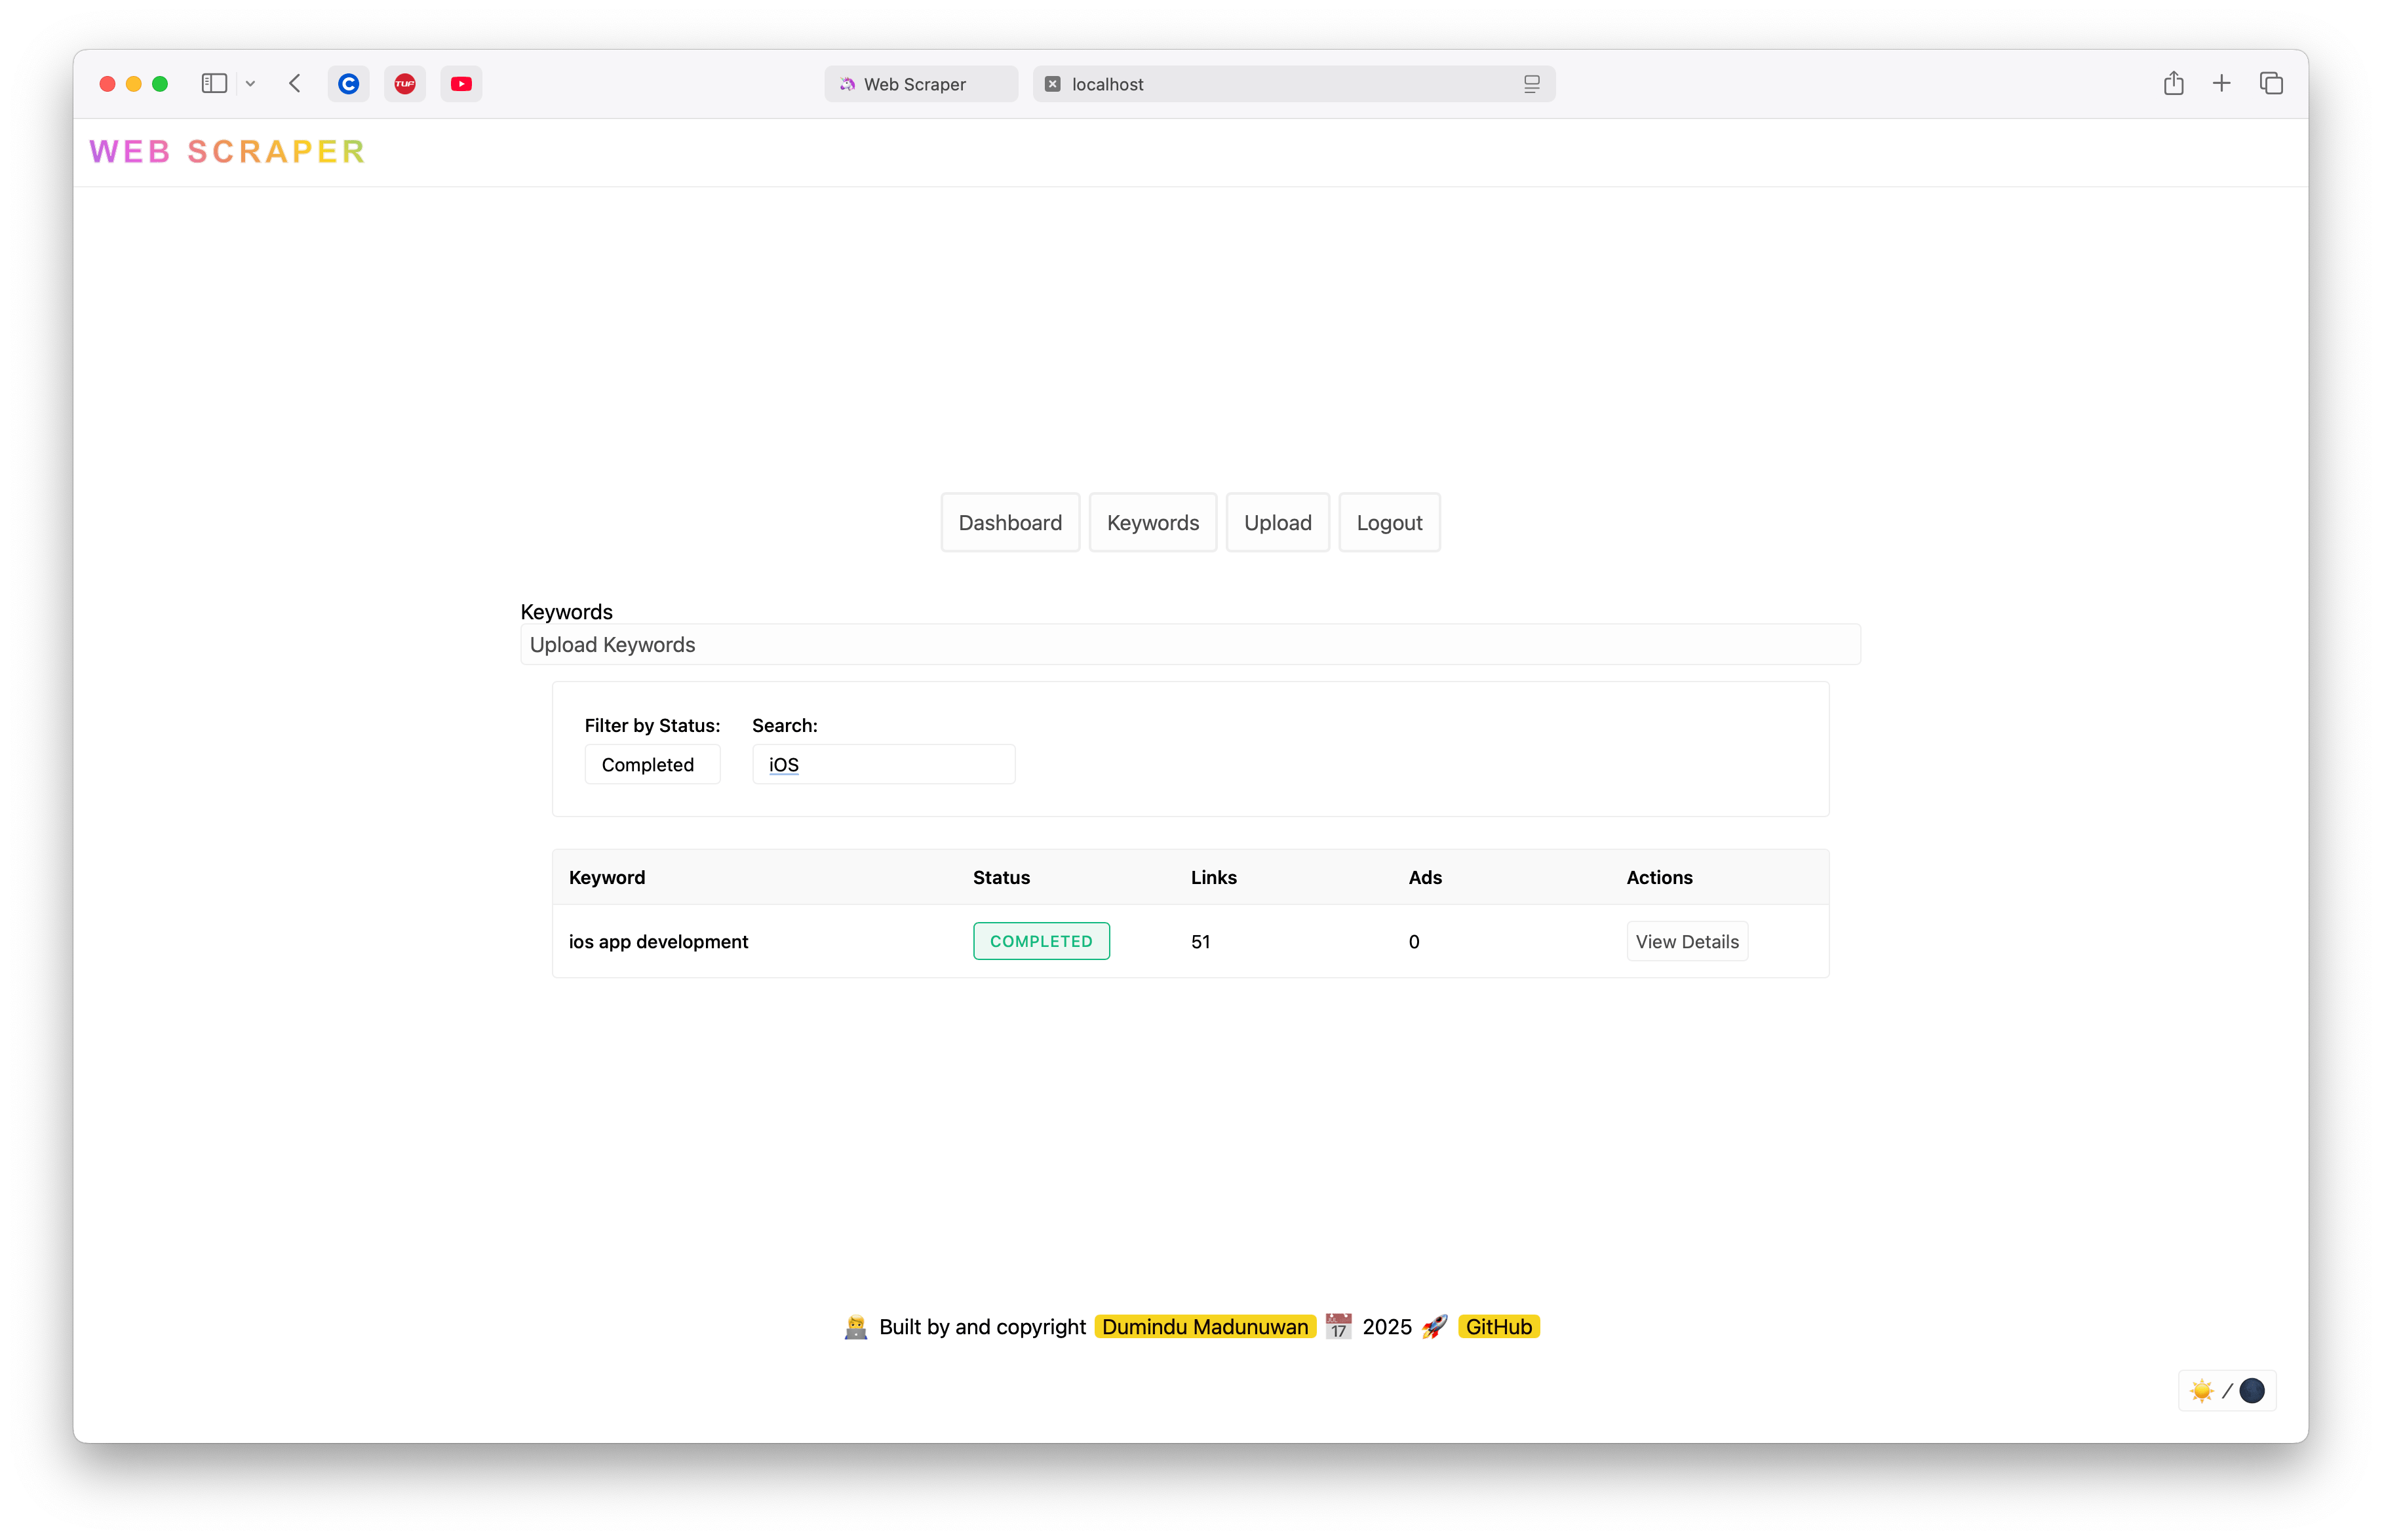 TUP
Web Scraper
localhost
WEB SCRAPER
Dashboard Keywords Upload Logout
Keywords
Upload Keywords
Filter by Status: Search:
Completed iOS
Keyword Status Links Ads Actions
ios app development COMPLETED 51 0 View Details
Built by and copyright Dumindu Madunuwan 17 2025 GitHub
/